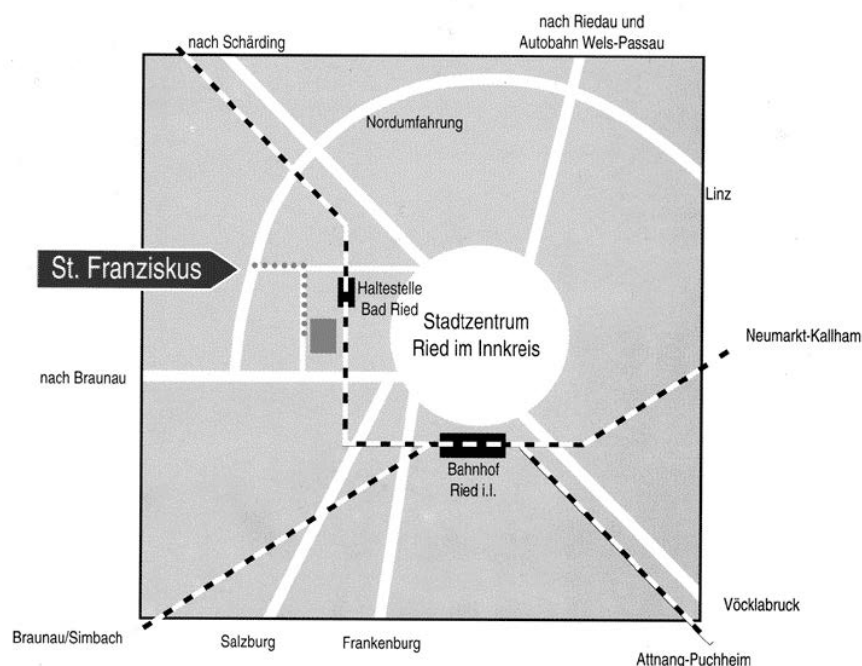 nach Riedau und
Autobahn Wels-Passau
nach Schärding
Nordumfahrung
Linz
St. Franziskus
Haltestelle
Bad Ried
Stadtzentrum
Ried im Innkreis
Neumarkt-Kallham
nach Braunau
Bahnhof
Ried i.I.
Vöcklabruck
Braunau/Simbach
Salzburg
Frankenburg
Attnang-Puchheim